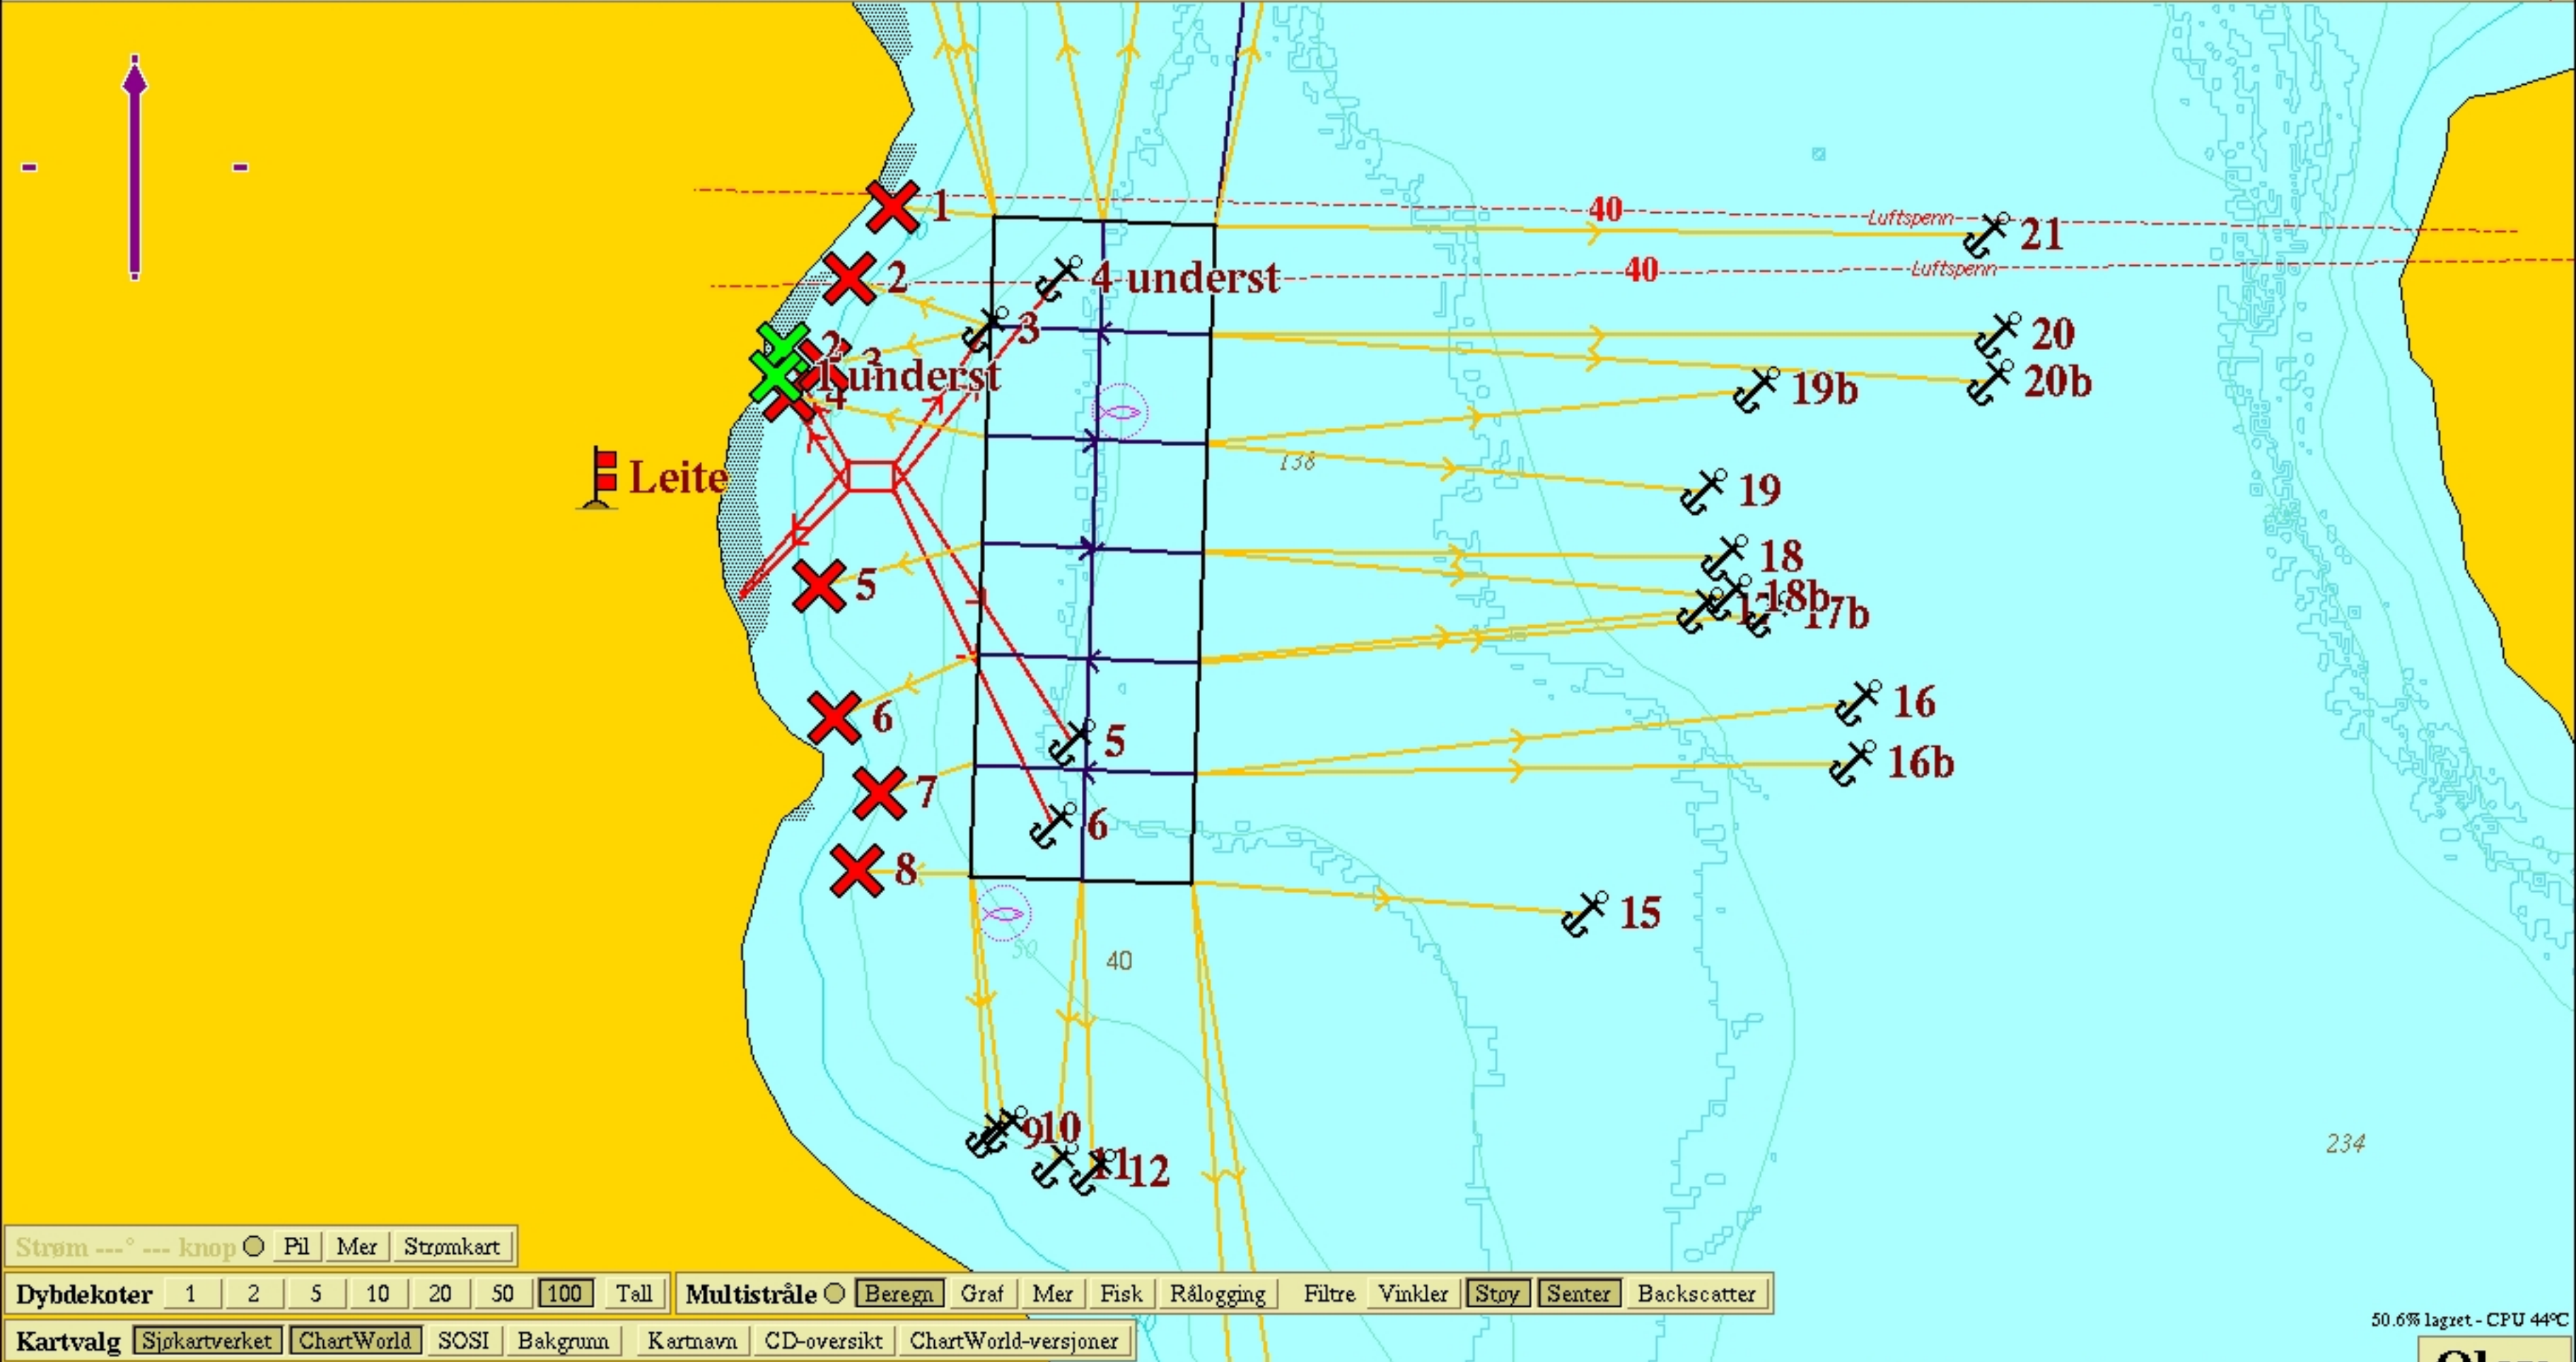 1
40
Luftspenn
21
2
4 underst
40
Luftspenn
3
20
2
3
1 underst
20b
19b
4
138
Leite
19
18
5
18b
17b
16
6
5
16b
7
6
8
15
50
40
9
10
11
12
234
Strøm ---° --- knop Pil Mer Strømkart
Dybdekoter 1 2 5 10 20 50 100 Tall Multistråle Beregn Graf Mer Fisk Rålogging Filtre Vinkler Støy Senter Backscatter
50.6% lagret - CPU 44°C
Kartvalg Sjøkartverket ChartWorld SOSI Bakgrunn Kartnavn CD-oversikt ChartWorld-versjoner